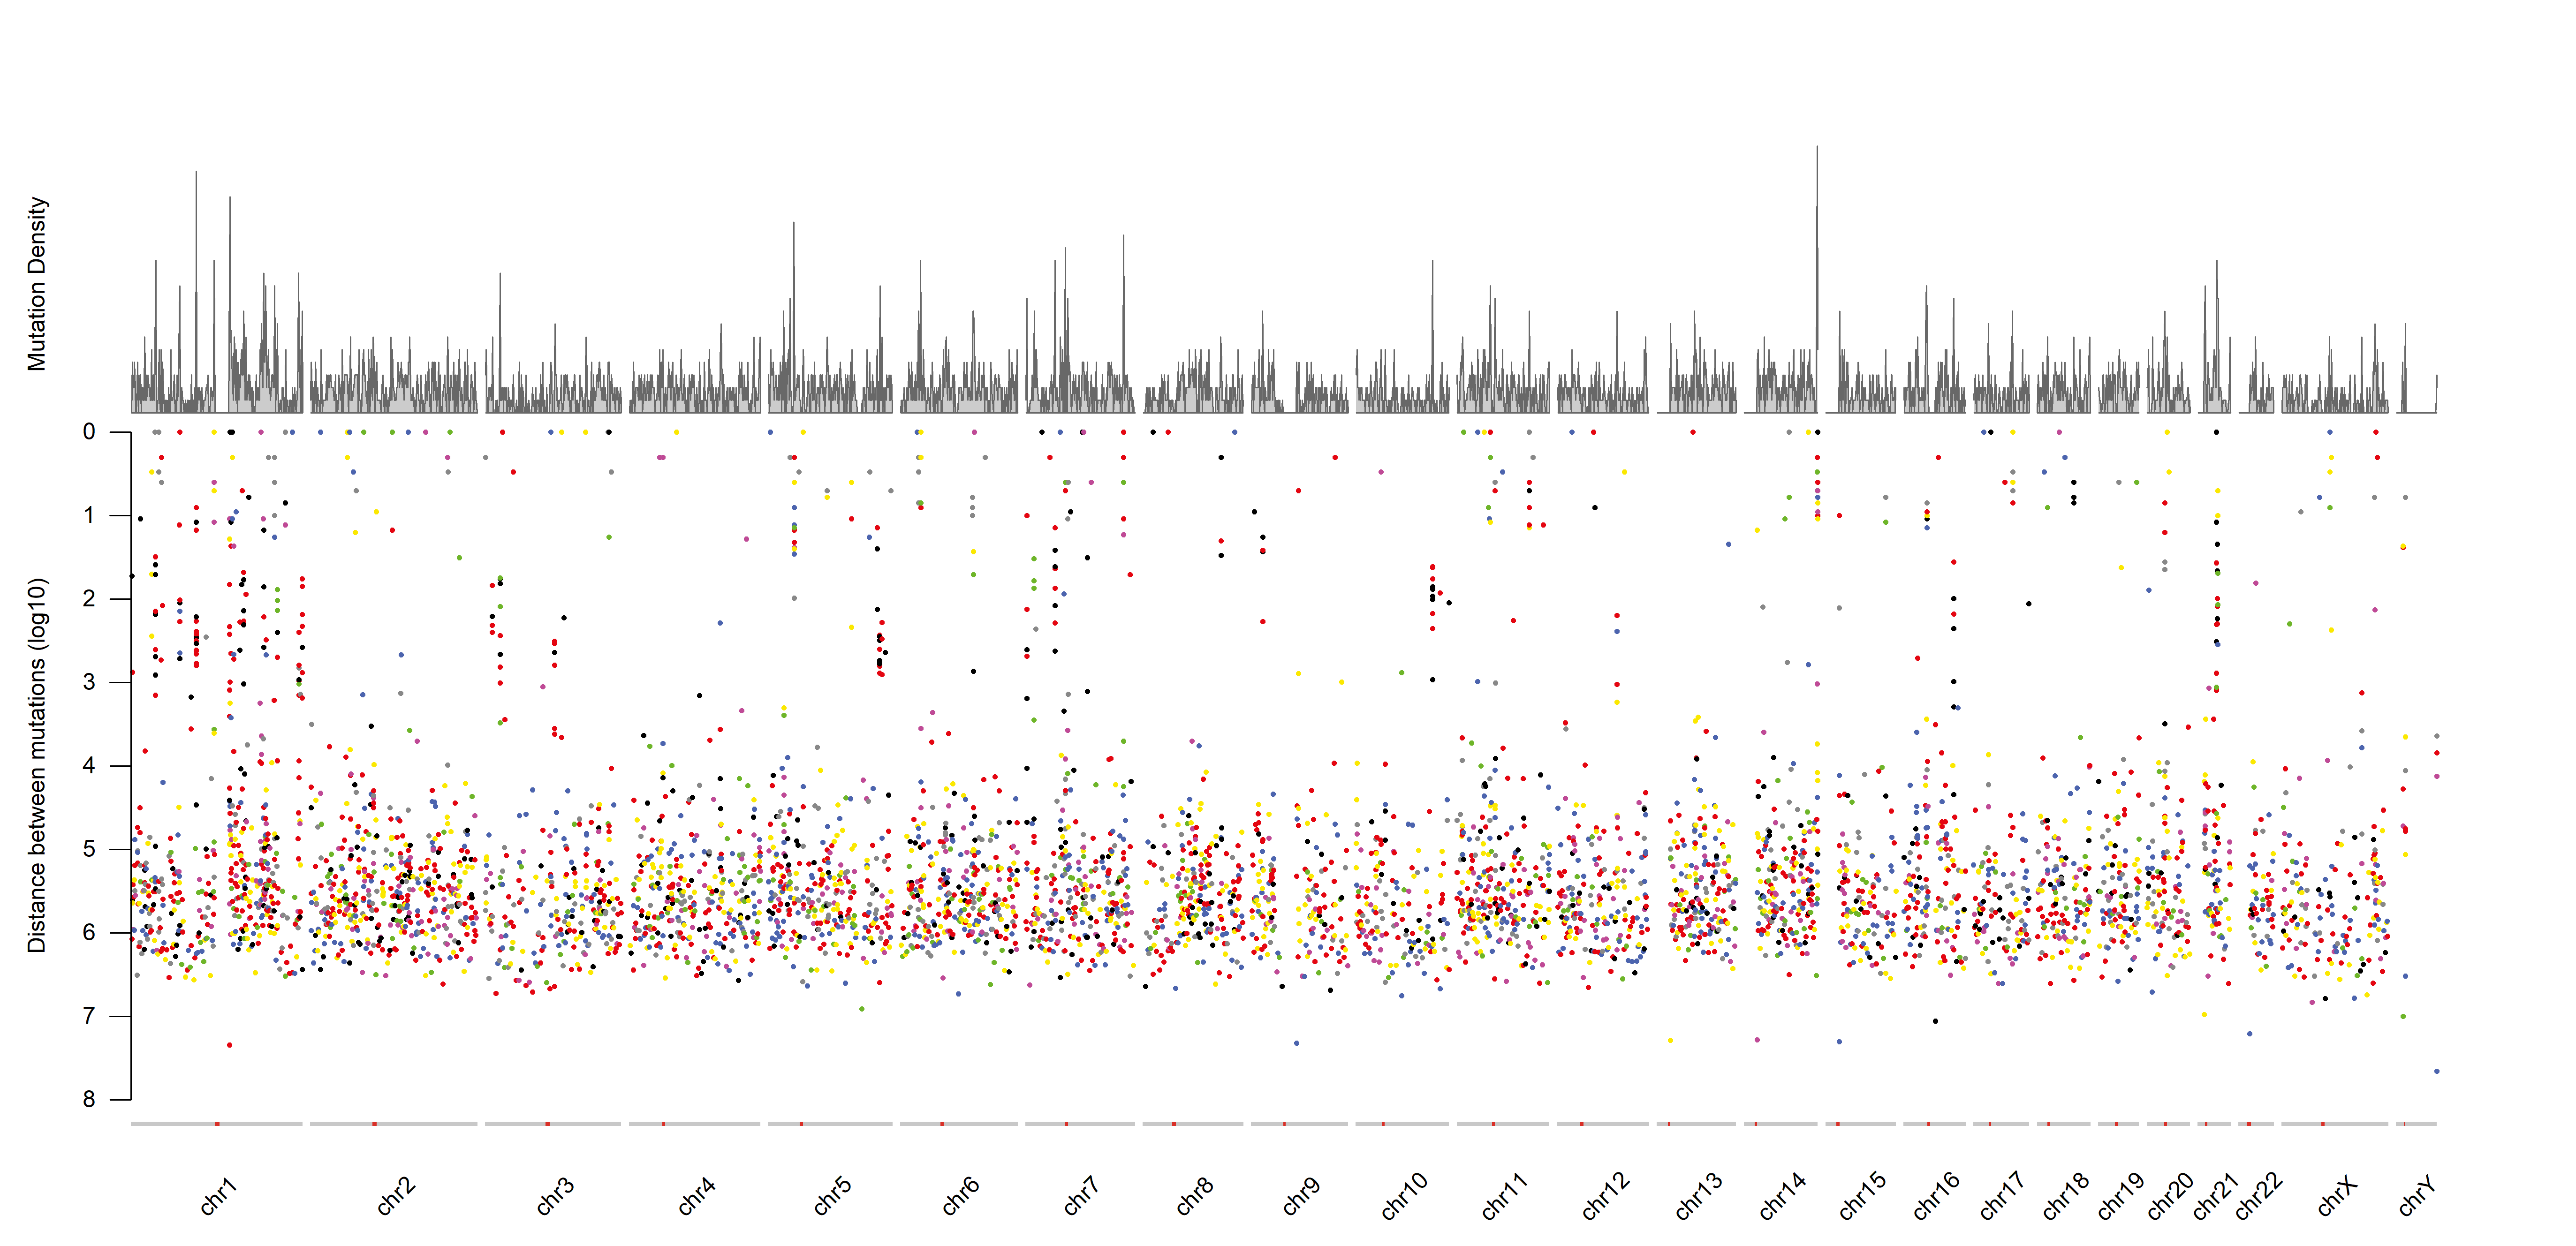 Mutation Density
Distance between mutations (log10)
0
1
2
3
4
5
6
7
8
chr1
chr2
chr3
chr4
chr5
chr6
chr7
chr8
chr9
chr10
chr11
chr12
chr13
chr14
chr15
chr16
chr17
chr18
chr19
chr20
chr21
chr22
chrX
chrY